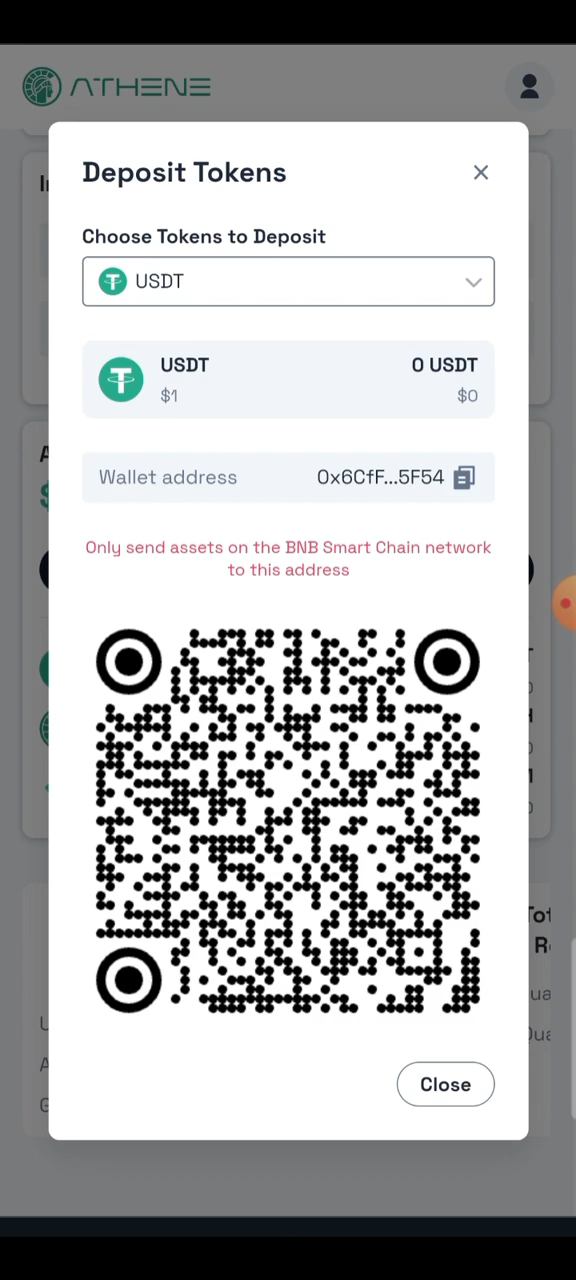 ATHENE
Deposit Tokens
Choose Tokens to Deposit
USDT
USDT
0 USDT
$1
$0
Wallet address
0x6CfF...5F54
Only send assets on the BNB Smart Chain network
to this address
Close